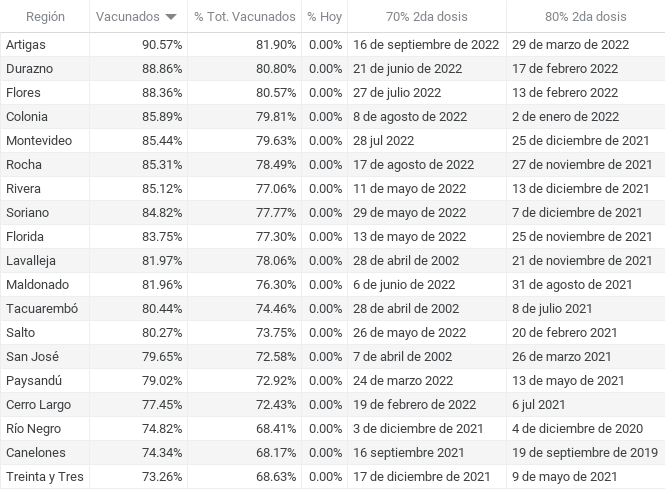 Región Vacunados % Tot. Vacunados % Hoy 70% 2da dosis 80% 2da dosis
Artigas 90.57% 81.90% 0.00% 16 de septiembre de 2022 29 de marzo de 2022
Durazno 88.86% 80.80% 0.00% 21 de junio de 2022 17 de febrero 2022
Flores 88.36% 80.57% 0.00% 27 de julio 2022 13 de febrero 2022
Colonia 85.89% 79.81% 0.00% 8 de agosto de 2022 2 de enero de 2022
Montevideo 85.44% 79.63% 0.00% 28 jul 2022 25 de diciembre de 2021
Rocha 85.31% 78.49% 0.00% 17 de agosto de 2022 27 de noviembre de 2021
Rivera 85.12% 77.06% 0.00% 11 de mayo de 2022 13 de diciembre de 2021
Soriano 84.82% 77.77% 0.00% 29 de mayo de 2022 7 de diciembre de 2021
Florida 83.75% 77.30% 0.00% 13 de mayo de 2022 25 de noviembre de 2021
Lavalleja 81.97% 78.06% 0.00% 28 de abril de 2002 21 de noviembre de 2021
Maldonado 81.96% 76.30% 0.00% 6 de junio de 2022 31 de agosto de 2021
Tacuarembó 80.44% 74.46% 0.00% 28 de abril de 2002 8 de julio 2021
Salto 80.27% 73.75% 0.00% 26 de mayo de 2022 20 de febrero 2021
San José 79.65% 72.58% 0.00% 7 de abril de 2002 26 de marzo 2021
Paysandú 79.02% 72.92% 0.00% 24 de marzo 2022 13 de mayo de 2021
Cerro Largo 77.45% 72.43% 0.00% 19 de febrero de 2022 6 jul 2021
Río Negro 74.82% 68.41% 0.00% 3 de diciembre de 2021 4 de diciembre de 2020
Canelones 74.34% 68.17% 0.00% 16 septiembre 2021 19 de septiembre de 2019
Treinta y Tres 73.26% 68.63% 0.00% 17 de diciembre de 2021 9 de mayo de 2021